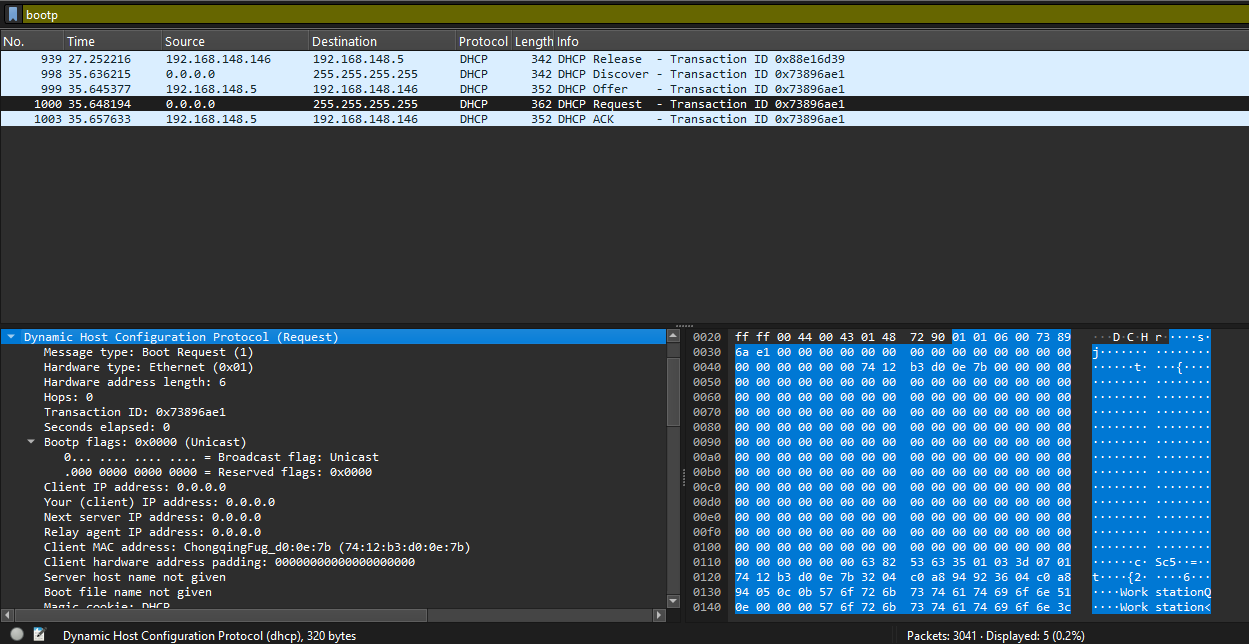 bootp
No. Time Source Destination Protocol Length Info
939 27.252216 192.168.148.146 192.168.148.5 DHCP 342 DHCP Release - Transaction ID 0x88e16d39
998 35.636215 0.0.0.0 255.255.255.255 DHCP 342 DHCP Discover - Transaction ID 0x73896ae1
999 35.645377 192.168.148.5 192.168.148.146 DHCP 352 DHCP Offer - Transaction ID 0x73896ae1
1000 35.648194 0.0.0.0 255.255.255.255 DHCP 362 DHCP Request - Transaction ID 0x73896ae1
1003 35.657633 192.168.148.5 192.168.148.146 DHCP 352 DHCP ACK - Transaction ID 0x73896ae1
Dynamic Host Configuration Protocol (Request)
Message type: Boot Request (1)
Hardware type: Ethernet (0x01)
Hardware address length: 6
Hops: 0
Transaction ID: 0x73896ae1
Seconds elapsed: 0
Bootp flags: 0x0000 (Unicast)
0... .... .... .... = Broadcast flag: Unicast
.000 0000 0000 0000 = Reserved flags: 0x0000
Client IP address: 0.0.0.0
Your (client) IP address: 0.0.0.0
Next server IP address: 0.0.0.0
Relay agent IP address: 0.0.0.0
Client MAC address: ChongqingFug_d0:0e:7b (74:12:b3:d0:0e:7b)
Client hardware address padding: 00000000000000000000
Server host name not given
Boot file name not given
Magic cookie: DHCP
0020 ff ff 00 44 00 43 01 48 72 90 01 01 06 00 73 89 ···D·C·H r·····s·
0030 6a e1 00 00 00 00 00 00 00 00 00 00 00 00 00 00 j······· ········
0040 00 00 00 00 00 00 74 12 b3 d0 0e 7b 00 00 00 00 ······t· ···{····
0050 00 00 00 00 00 00 00 00 00 00 00 00 00 00 00 00 ········ ········
0060 00 00 00 00 00 00 00 00 00 00 00 00 00 00 00 00 ········ ········
0070 00 00 00 00 00 00 00 00 00 00 00 00 00 00 00 00 ········ ········
0080 00 00 00 00 00 00 00 00 00 00 00 00 00 00 00 00 ········ ········
0090 00 00 00 00 00 00 00 00 00 00 00 00 00 00 00 00 ········ ········
00a0 00 00 00 00 00 00 00 00 00 00 00 00 00 00 00 00 ········ ········
00b0 00 00 00 00 00 00 00 00 00 00 00 00 00 00 00 00 ········ ········
00c0 00 00 00 00 00 00 00 00 00 00 00 00 00 00 00 00 ········ ········
00d0 00 00 00 00 00 00 00 00 00 00 00 00 00 00 00 00 ········ ········
00e0 00 00 00 00 00 00 00 00 00 00 00 00 00 00 00 00 ········ ········
00f0 00 00 00 00 00 00 00 00 00 00 00 00 00 00 00 00 ········ ········
0100 00 00 00 00 00 00 00 00 00 00 00 00 00 00 00 00 ········ ········
0110 00 00 00 00 00 00 63 82 53 63 35 01 03 3d 07 01 ······c· Sc5··=··
0120 74 12 b3 d0 0e 7b 32 04 c0 a8 94 92 36 04 c0 a8 t····{2· ····6···
0130 94 05 0c 0b 57 6f 72 6b 73 74 61 74 69 6f 6e 51 ····Work stationQ
0140 0e 00 00 00 57 6f 72 6b 73 74 61 74 69 6f 6e 3c ····Work station<
Dynamic Host Configuration Protocol (dhcp), 320 bytes
Packets: 3041 · Displayed: 5 (0.2%)